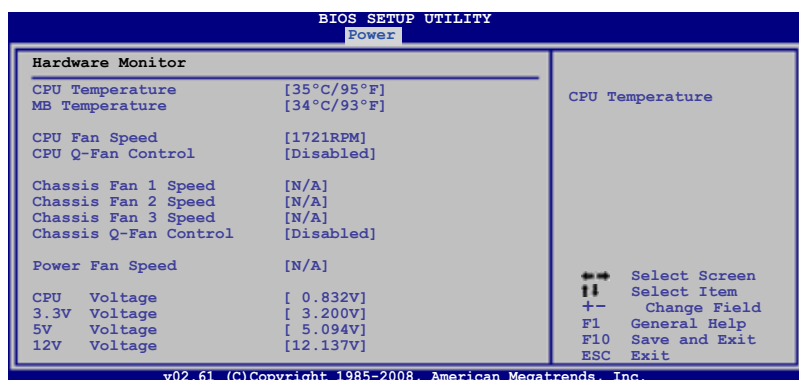 BIOS SETUP UTILITY
Power
Hardware Monitor
CPU Temperature [35°C/95°F]
MB Temperature [34°C/93°F]
CPU Fan Speed [1721RPM]
CPU Q-Fan Control [Disabled]
Chassis Fan 1 Speed [N/A]
Chassis Fan 2 Speed [N/A]
Chassis Fan 3 Speed [N/A]
Chassis Q-Fan Control [Disabled]
Power Fan Speed [N/A]
CPU Voltage [ 0.832V]
3.3V Voltage [ 3.200V]
5V Voltage [ 5.094V]
12V Voltage [12.137V]
CPU Temperature
←→ Select Screen
↑↓ Select Item
+- Change Field
F1 General Help
F10 Save and Exit
ESC Exit
v02.61 (C)Copyright 1985-2008, American Megatrends, Inc.